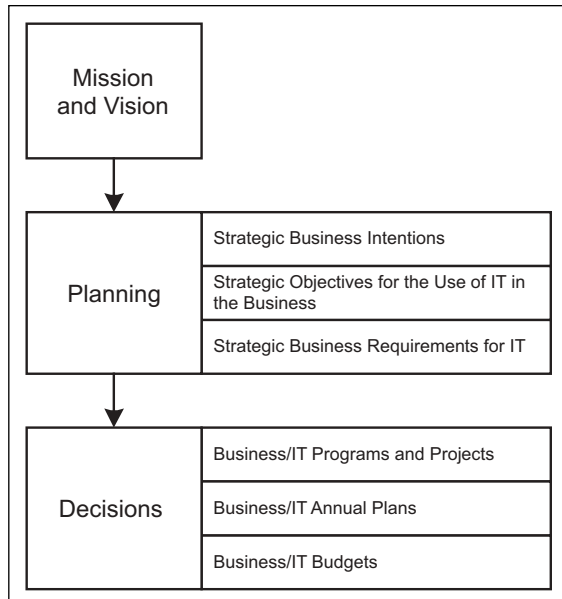 Mission
and Vision
Planning
Strategic Business Intentions
Strategic Objectives for the Use of IT in
the Business
Strategic Business Requirements for IT
Decisions
Business/IT Programs and Projects
Business/IT Annual Plans
Business/IT Budgets